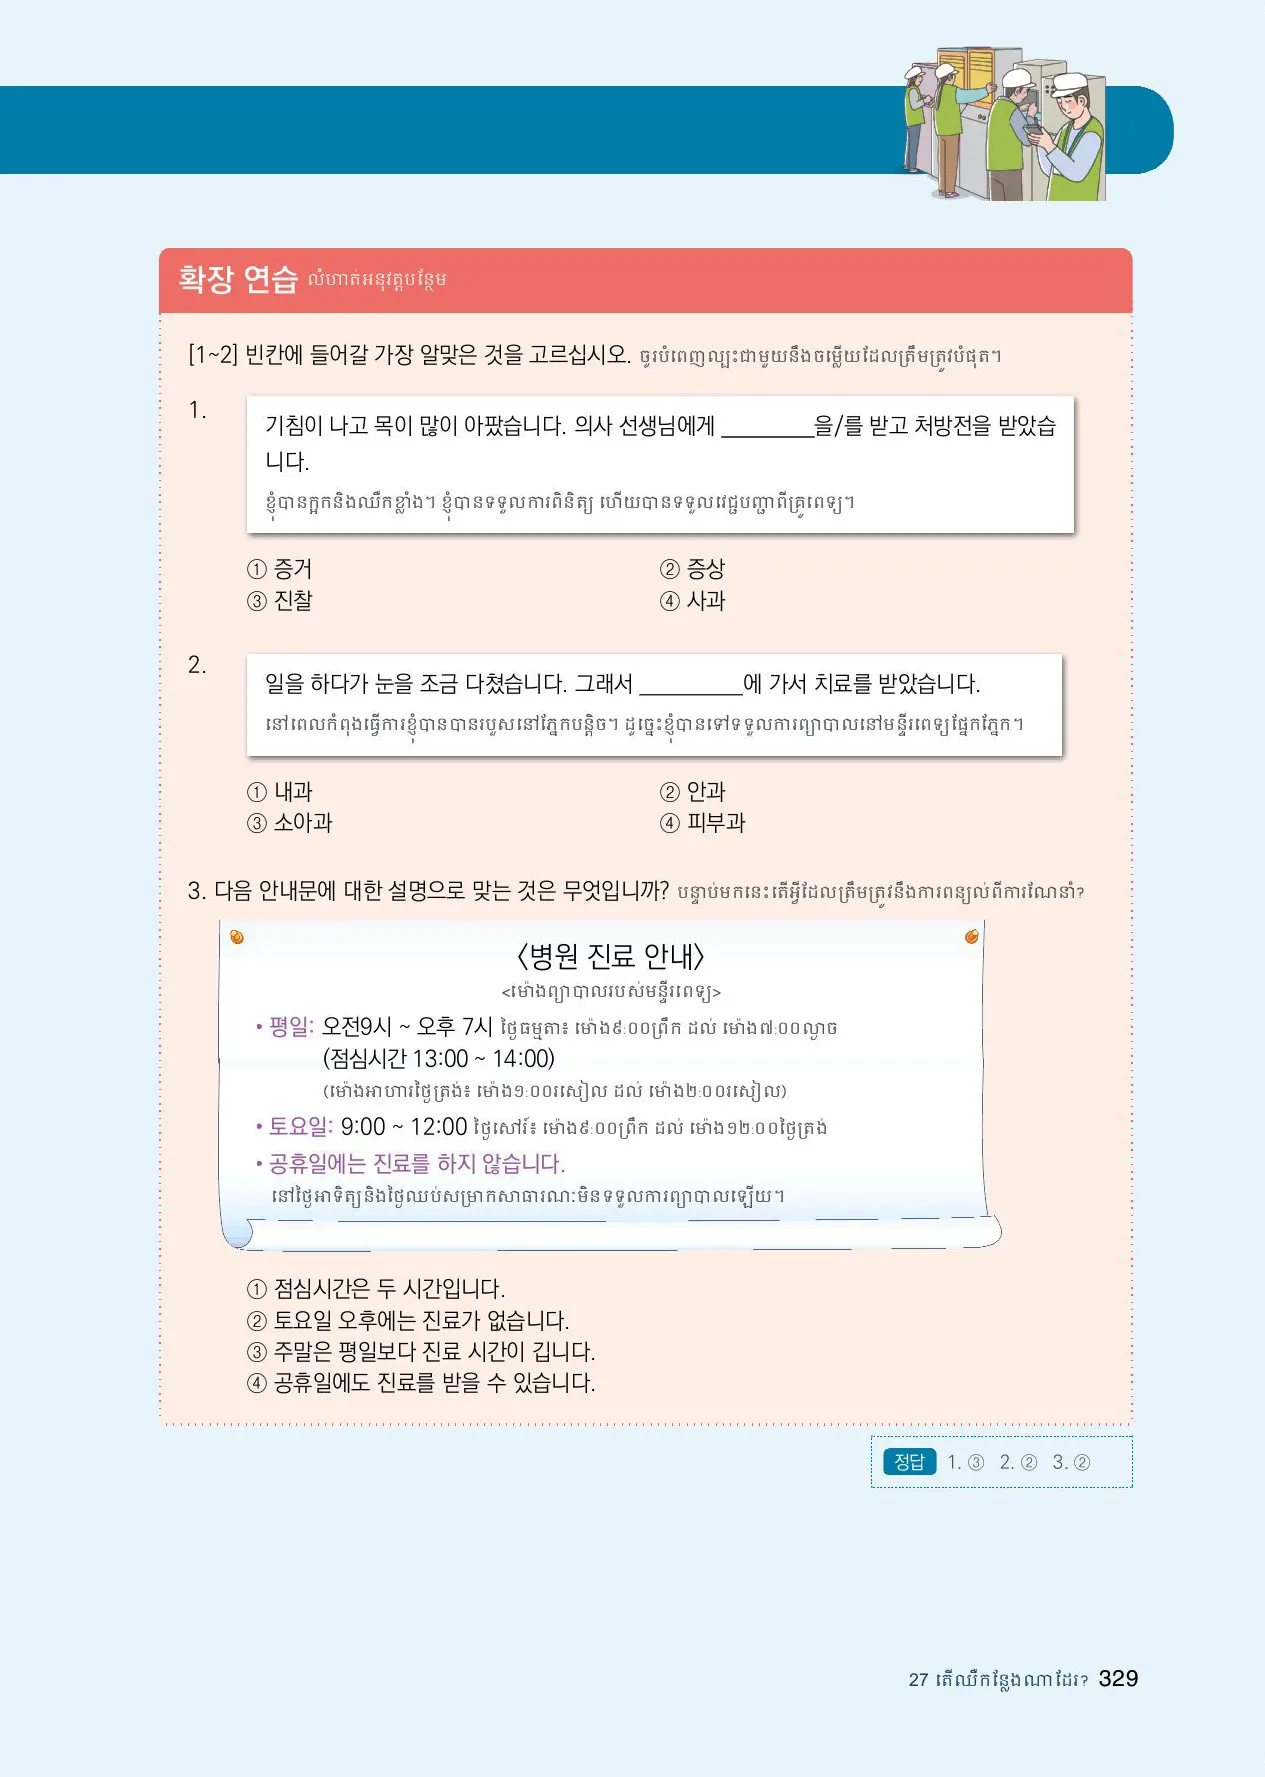 확장 연습 លំហាត់អនុវត្តបន្ថែម
[1~2] 빈칸에 들어갈 가장 알맞은 것을 고르십시오. ចូរបំពេញល្បះជាមួយនឹងចម្លើយដែលត្រឹមត្រូវបំផុត។
1.
기침이 나고 목이 많이 아팠습니다. 의사 선생님에게 _________을/를 받고 처방전을 받았습
니다.
ខ្ញុំបានក្អកនិងឈឺកខ្លាំង។ ខ្ញុំបានទទួលការពិនិត្យ ហើយបានទទួលវេជ្ជបញ្ជាពីគ្រូពេទ្យ។
① 증거 ② 증상
③ 진찰 ④ 사과
2.
일을 하다가 눈을 조금 다쳤습니다. 그래서 __________에 가서 치료를 받았습니다.
នៅពេលកំពុងធ្វើការខ្ញុំបានបានរបួសនៅភ្នែកបន្តិច។ ដូច្នេះខ្ញុំបានទៅទទួលការព្យាបាលនៅមន្ទីរពេទ្យផ្នែកភ្នែក។
① 내과 ② 안과
③ 소아과 ④ 피부과
3. 다음 안내문에 대한 설명으로 맞는 것은 무엇입니까? បន្ទាប់មកនេះតើអ្វីដែលត្រឹមត្រូវនឹងការពន្យល់ពីការណែនាំ?
〈병원 진료 안내〉
<ម៉ោងព្យាបាលរបស់មន្ទីរពេទ្យ>
• 평일: 오전9시 ~ 오후 7시 ថ្ងៃធម្មតា៖ ម៉ោង៩:០០ព្រឹក ដល់ ម៉ោង៧:០០ល្ងាច
(점심시간 13:00 ~ 14:00)
(ម៉ោងអាហារថ្ងៃត្រង់៖ ម៉ោង១:០០រសៀល ដល់ ម៉ោង២:០០រសៀល)
• 토요일: 9:00 ~ 12:00 ថ្ងៃសៅរ៍៖ ម៉ោង៩:០០ព្រឹក ដល់ ម៉ោង១២:០០ថ្ងៃត្រង់
• 공휴일에는 진료를 하지 않습니다.
នៅថ្ងៃអាទិត្យនិងថ្ងៃឈប់សម្រាកសាធារណៈមិនទទួលការព្យាបាលឡើយ។
① 점심시간은 두 시간입니다.
② 토요일 오후에는 진료가 없습니다.
③ 주말은 평일보다 진료 시간이 깁니다.
④ 공휴일에도 진료를 받을 수 있습니다.
정답 1. ③ 2. ② 3. ②
27 តើឈឺកន្លែងណាដែរ? 329